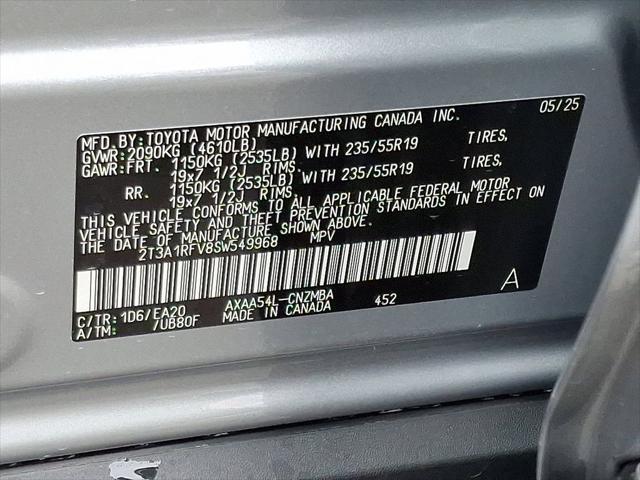 MFD.BY:TOYOTA MOTOR MANUFACTURING CANADA INC. 05/25
GVWR:2090KG (4610LB)
GAWR:FRT. 1150KG (2535LB) WITH 235/55R19 TIRES,
19x7 1/2J RIMS
RR. 1150KG (2535LB) WITH 235/55R19 TIRES,
19x7 1/2J RIMS
THIS VEHICLE CONFORMS TO ALL APPLICABLE FEDERAL MOTOR
VEHICLE SAFETY AND THEFT PREVENTION STANDARDS IN EFFECT ON
THE DATE OF MANUFACTURE SHOWN ABOVE.
2T3A1RFV8SW549968 MPV
A
C/TR:1D6/EA20 AXAA54L-CNZMBA 452
A/TM: /UB80F MADE IN CANADA